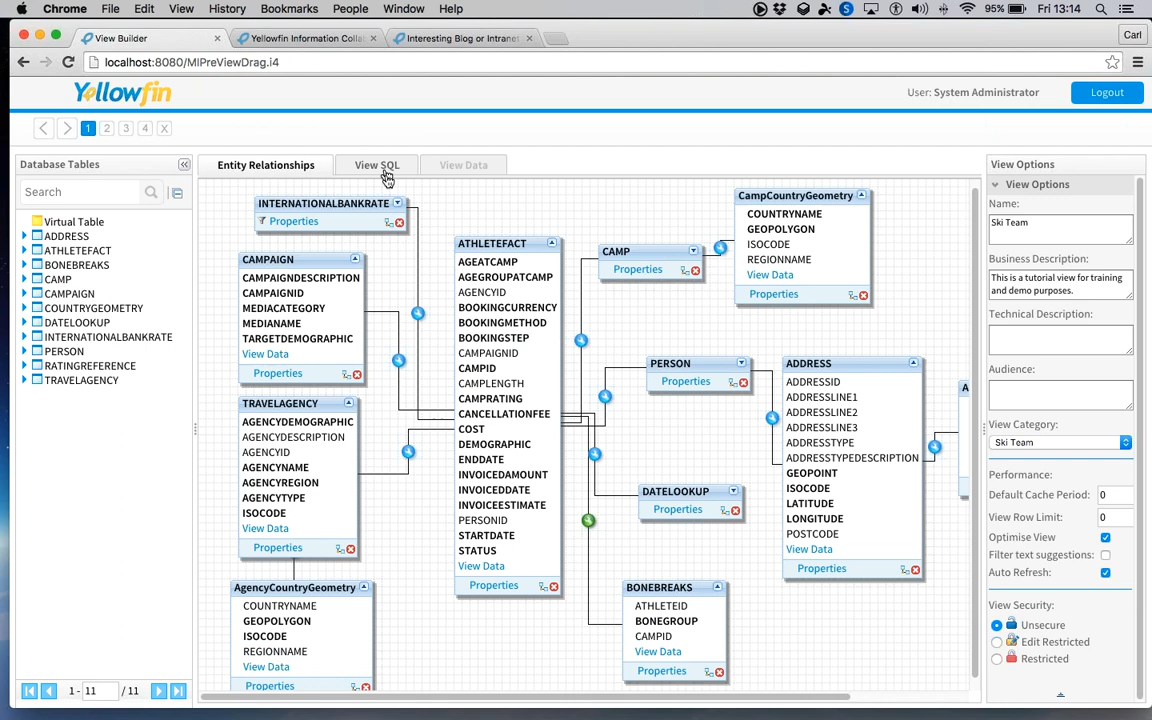 Chrome File Edit View History Bookmarks People Window Help 95% Fri 13:14
View Builder
Yellowfin Information Colla
Interesting Blog or Intranet
Carl
localhost:8080/MIPreViewDrag.i4
Yellowfin
User: System Administrator
Logout
1 2 3 4 X
Database Tables
Search
Virtual Table
ADDRESS
ATHLETEFACT
BONEBREAKS
CAMP
CAMPAIGN
COUNTRYGEOMETRY
DATELOOKUP
INTERNATIONALBANKRATE
PERSON
RATINGREFERENCE
TRAVELAGENCY
1 - 11 / 11
Entity Relationships
View SQL
View Data
INTERNATIONALBANKRATE
Properties
CAMPAIGN
CAMPAIGNDESCRIPTION
CAMPAIGNID
MEDIACATEGORY
MEDIANAME
TARGETDEMOGRAPHIC
View Data
Properties
TRAVELAGENCY
AGENCYDEMOGRAPHIC
AGENCYDESCRIPTION
AGENCYID
AGENCYNAME
AGENCYREGION
AGENCYTYPE
ISOCODE
View Data
Properties
AgencyCountryGeometry
COUNTRYNAME
GEOPOLYGON
ISOCODE
REGIONNAME
View Data
Properties
ATHLETEFACT
AGEATCAMP
AGEGROUPATCAMP
AGENCYID
BOOKINGCURRENCY
BOOKINGMETHOD
BOOKINGSTEP
CAMPAIGNID
CAMPID
CAMPLENGTH
CAMPRATING
CANCELLATIONFEE
COST
DEMOGRAPHIC
ENDDATE
INVOICEDAMOUNT
INVOICEDDATE
INVOICEESTIMATE
PERSONID
STARTDATE
STATUS
View Data
Properties
CAMP
Properties
CampCountryGeometry
COUNTRYNAME
GEOPOLYGON
ISOCODE
REGIONNAME
View Data
Properties
PERSON
Properties
ADDRESS
ADDRESSID
ADDRESSLINE1
ADDRESSLINE2
ADDRESSLINE3
ADDRESSTYPE
ADDRESSTYPEDESCRIPTION
GEOPOINT
ISOCODE
LATITUDE
LONGITUDE
POSTCODE
View Data
Properties
A
DATELOOKUP
Properties
BONEBREAKS
ATHLETEID
BONEGROUP
CAMPID
View Data
Properties
View Options
View Options
Name:
Ski Team
Business Description:
This is a tutorial view for training
and demo purposes.
Technical Description:
Audience:
View Category:
Ski Team
Performance:
Default Cache Period: 0
View Row Limit: 0
Optimise View
Filter text suggestions:
Auto Refresh:
View Security:
Unsecure
Edit Restricted
Restricted